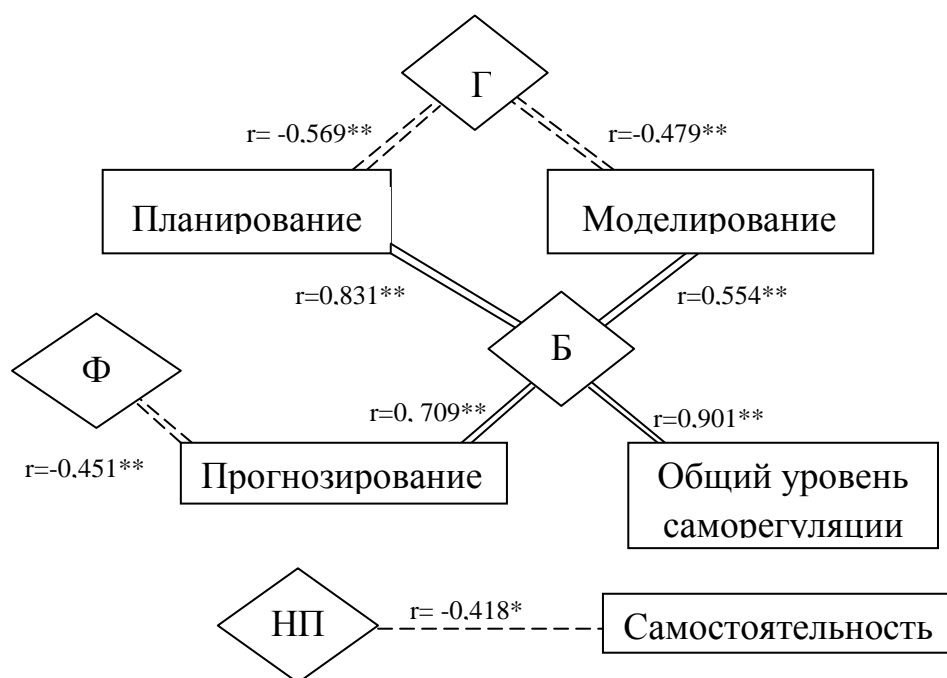 Г
r= -0,569**
r=-0,479**
Планирование
Моделирование
r=0,831**
r=0,554**
Б
Ф
r=0, 709**
r=0,901**
r=-0,451**
Прогнозирование
Общий уровень
саморегуляции
НП
r= -0,418*
Самостоятельность